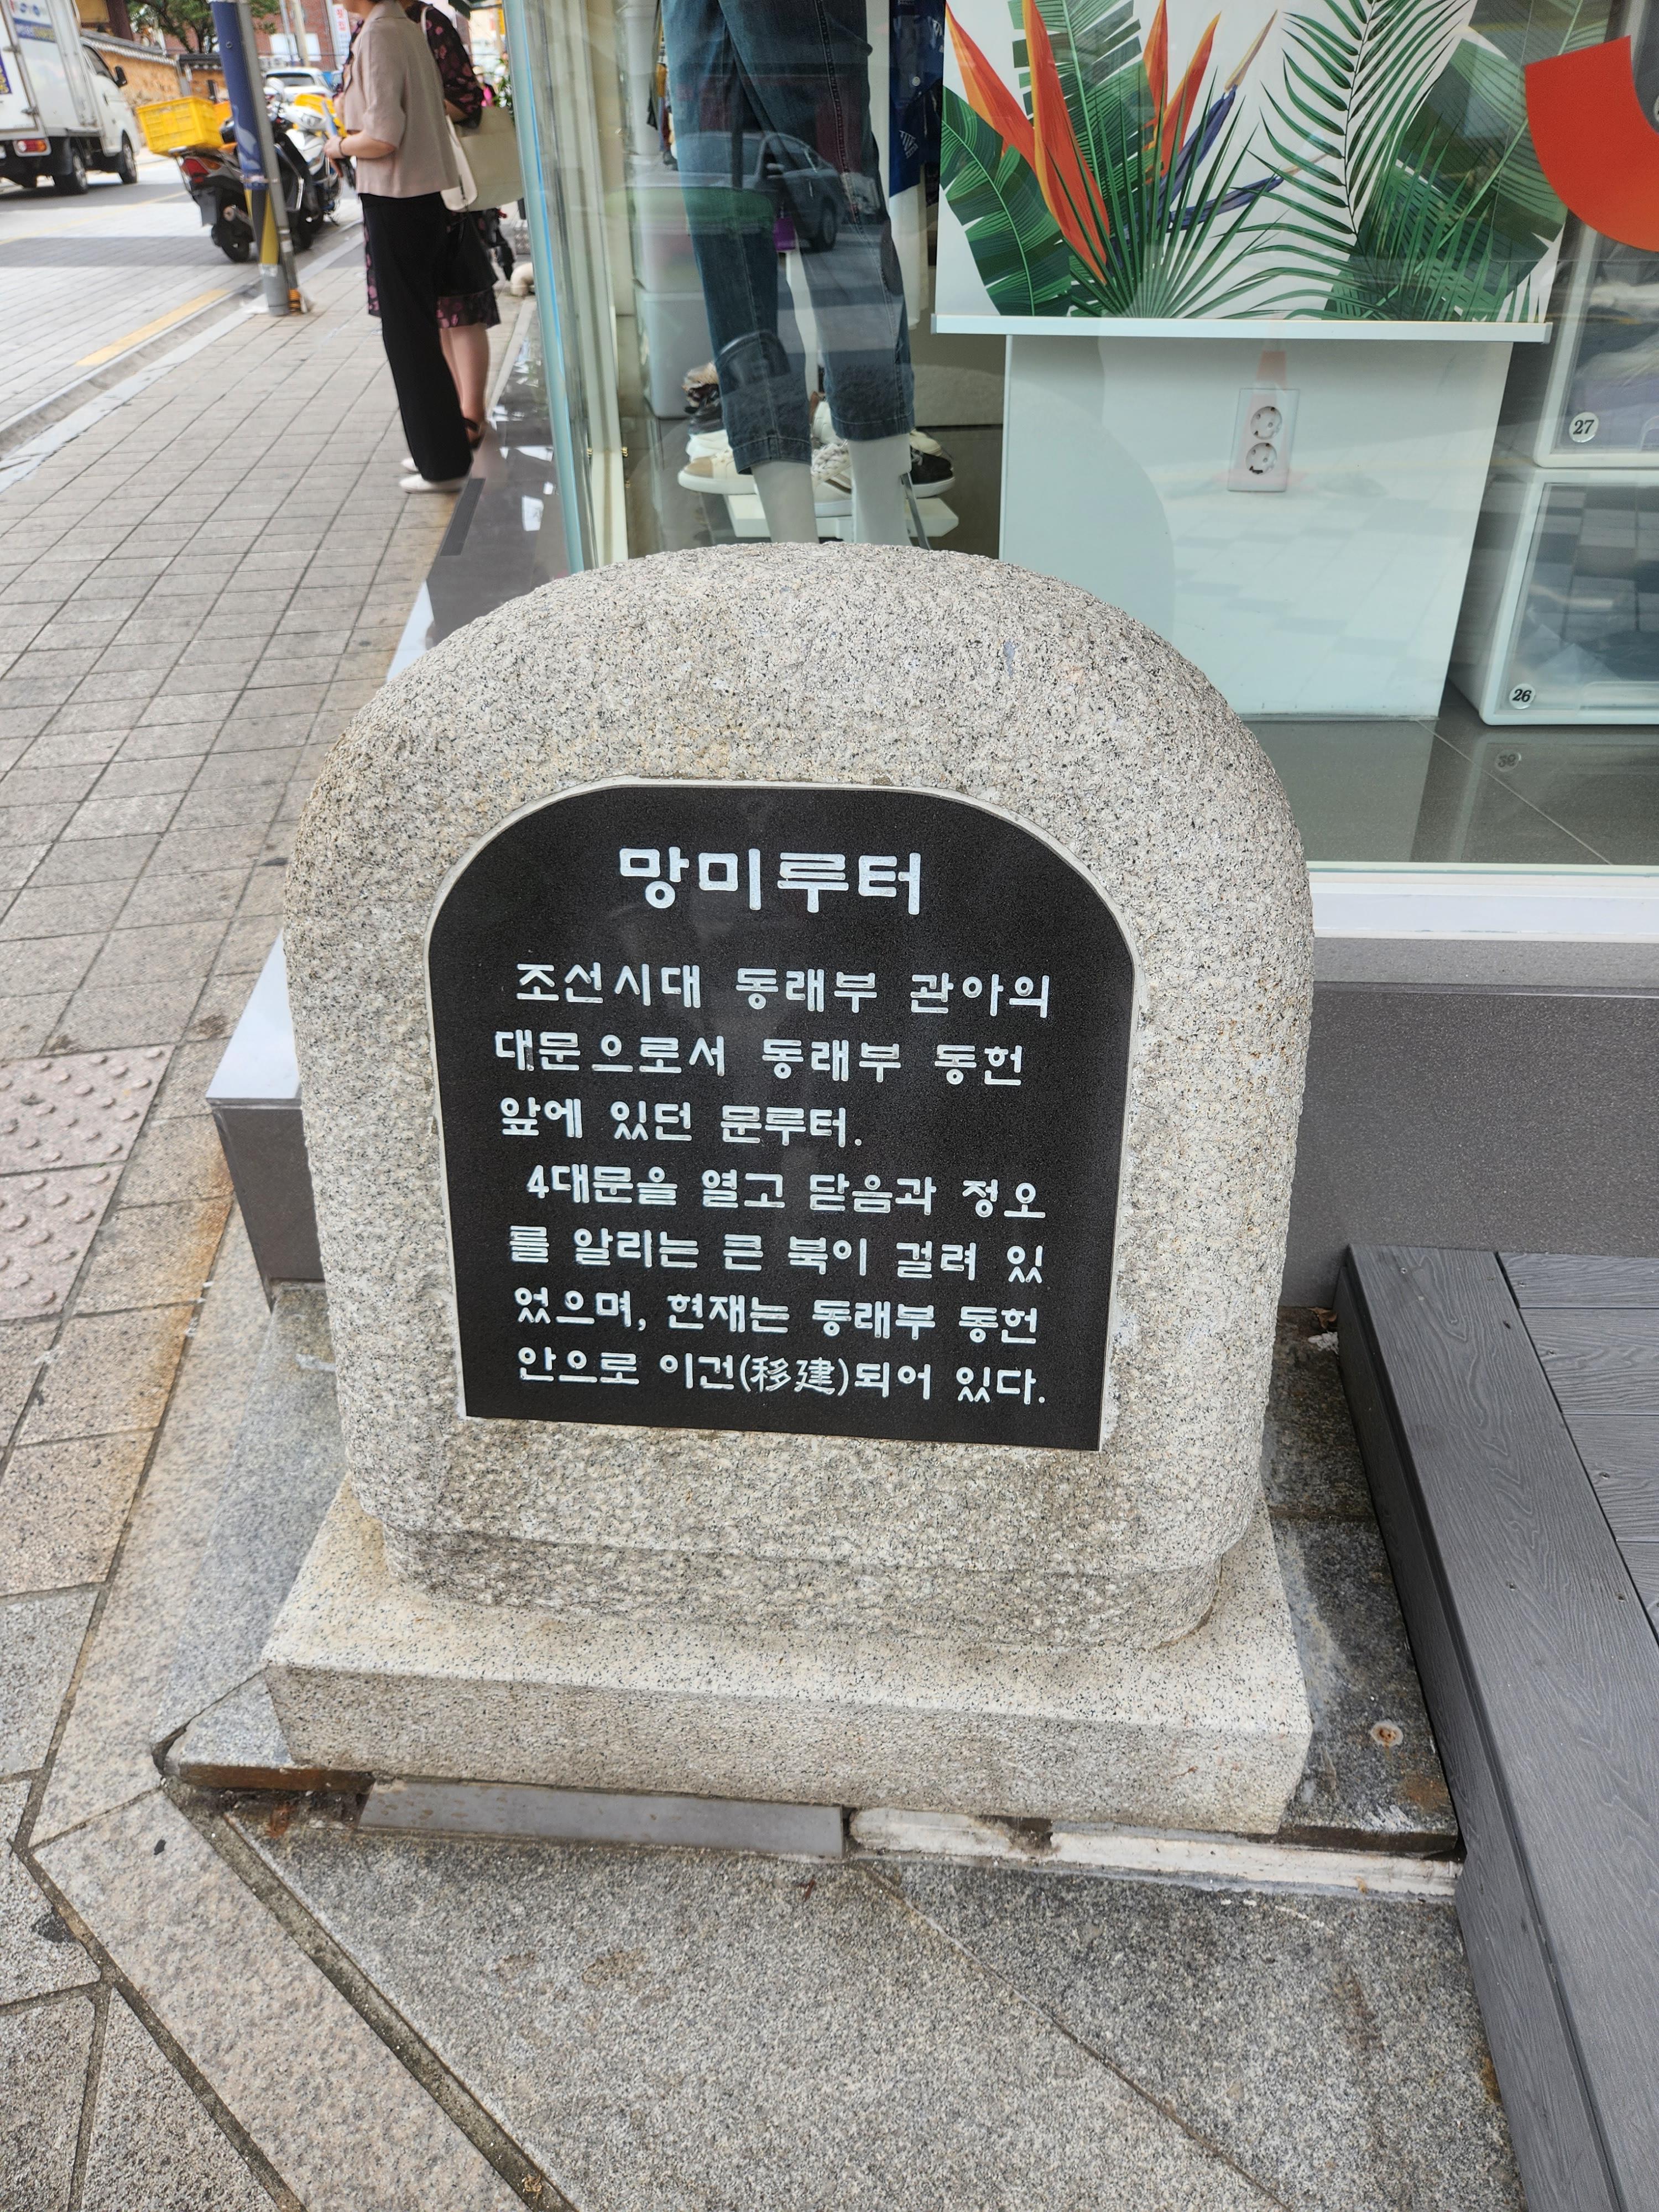 망미루터
조선시대 동래부 관아의
대문으로서 동래부 동헌
앞에 있던 문루터.
4대문을 열고 닫음과 정오
를 알리는 큰 북이 걸려 있
었으며, 현재는 동래부 동헌
안으로 이건(移建)되어 있다.
27
26